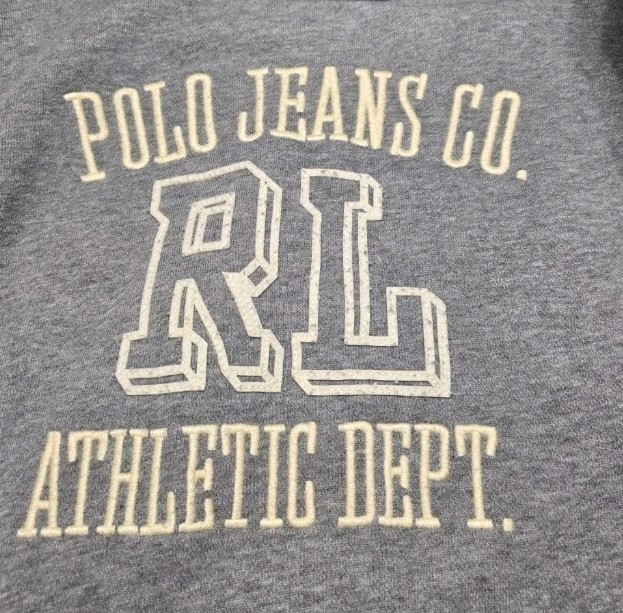 POLO JEANS CO.
RL
ATHLETIC DEPT.